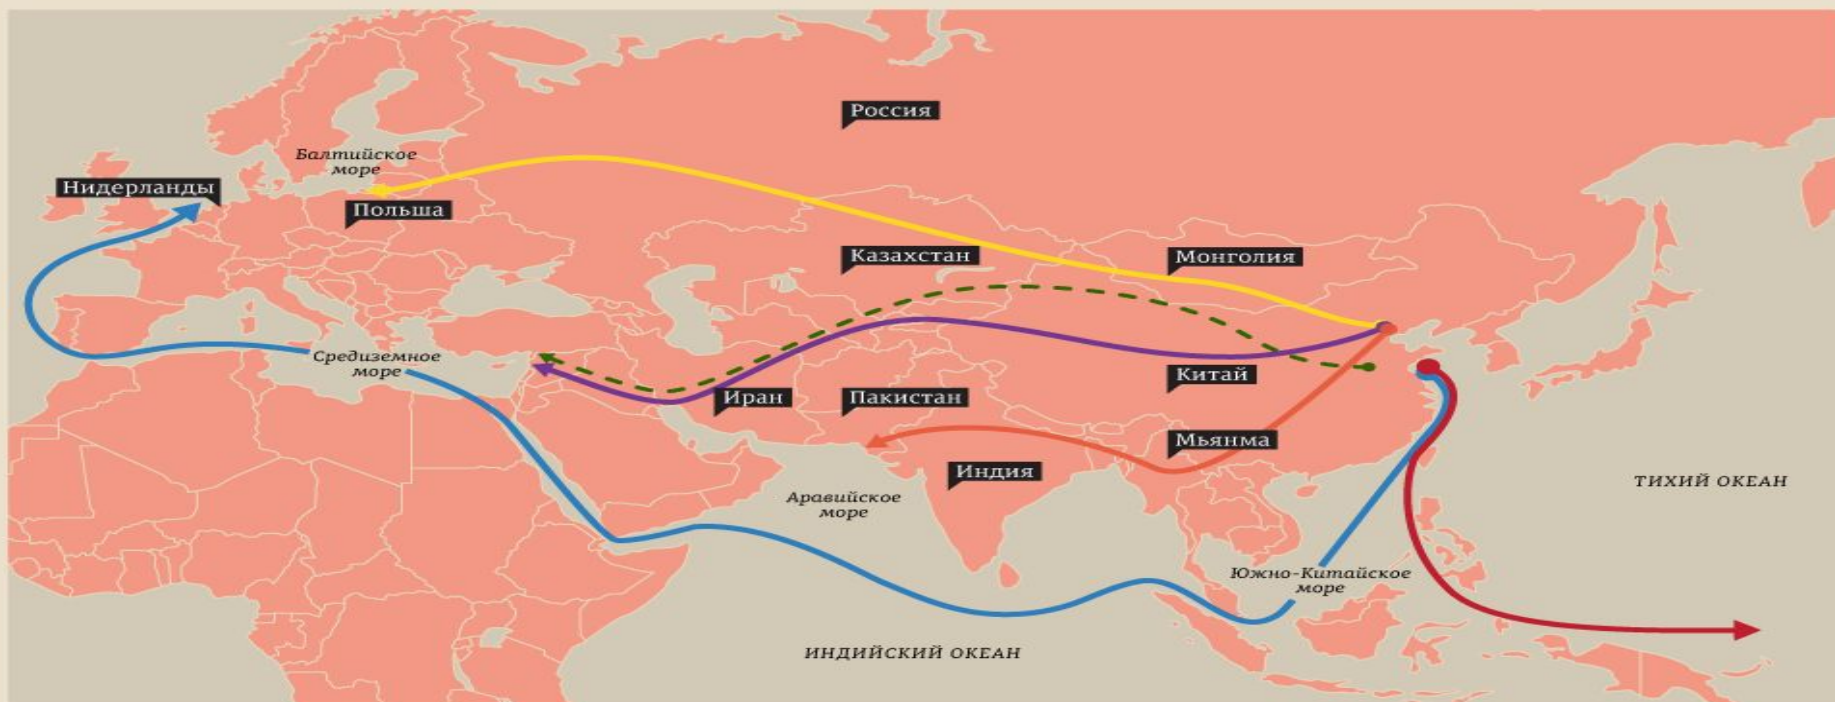 Россия
Балтийское
море
Нидерланды
Польша
Казахстан
Монголия
Средиземное
море
Китай
Иран
Пакистан
Мьянма
Индия
Аравийское
море
ТИХИЙ ОКЕАН
Южно-Китайское
море
ИНДИЙСКИЙ ОКЕАН